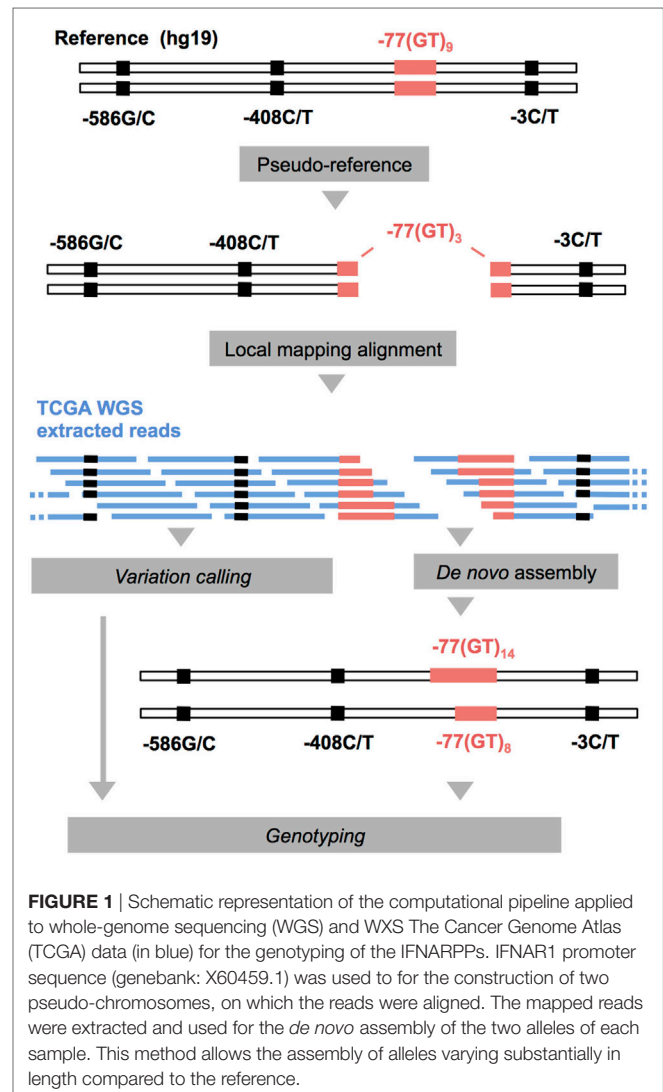 Reference (hg19)
-77(GT)9
-586G/C
-408C/T
-3C/T
Pseudo-reference
-586G/C
-408C/T
-77(GT)3
-3C/T
Local mapping alignment
TCGA WGS
extracted reads
Variation calling
De novo assembly
-77(GT)14
-586G/C
-408C/T
-77(GT)8
-3C/T
Genotyping
FIGURE 1 | Schematic representation of the computational pipeline applied
to whole-genome sequencing (WGS) and WXS The Cancer Genome Atlas
(TCGA) data (in blue) for the genotyping of the IFNARPPs. IFNAR1 promoter
sequence (genebank: X60459.1) was used to for the construction of two
pseudo-chromosomes, on which the reads were aligned. The mapped reads
were extracted and used for the de novo assembly of the two alleles of each
sample. This method allows the assembly of alleles varying substantially in
length compared to the reference.